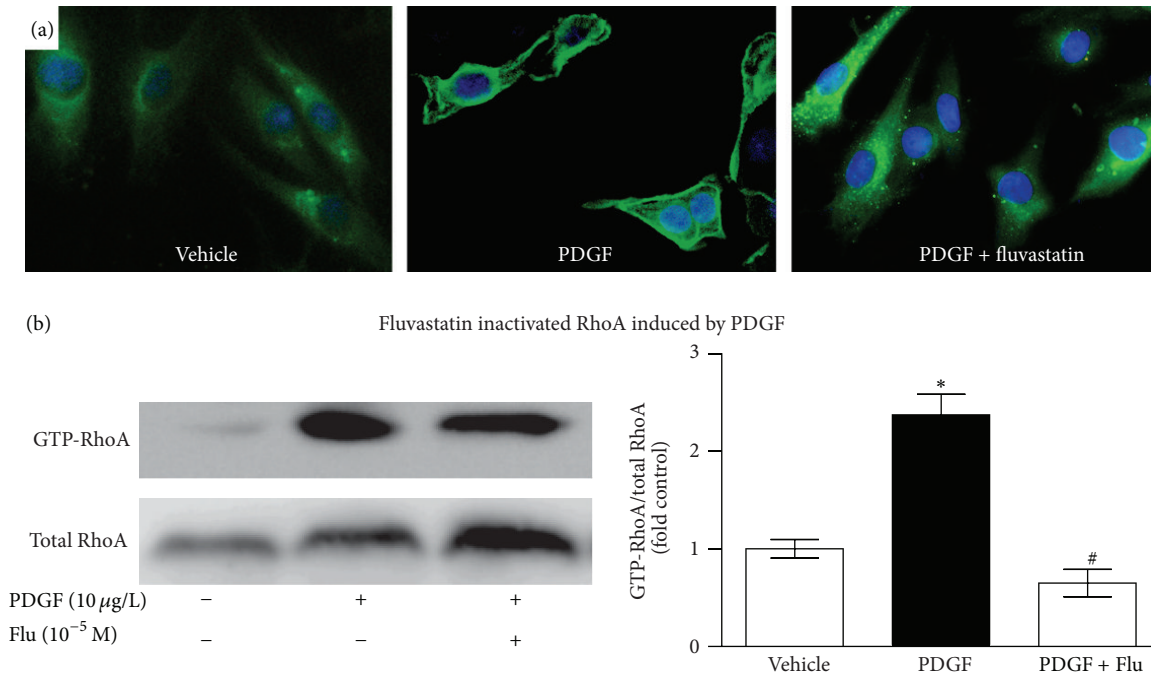 (a)
Vehicle
PDGF
PDGF + fluvastatin
(b)
Fluvastatin inactivated RhoA induced by PDGF
GTP-RhoA
Total RhoA
PDGF (10 μg/L) − + +
Flu (10⁻⁵ M) − − +
GTP-RhoA/total RhoA
(fold control)
3
2
1
0
*
#
Vehicle PDGF PDGF + Flu